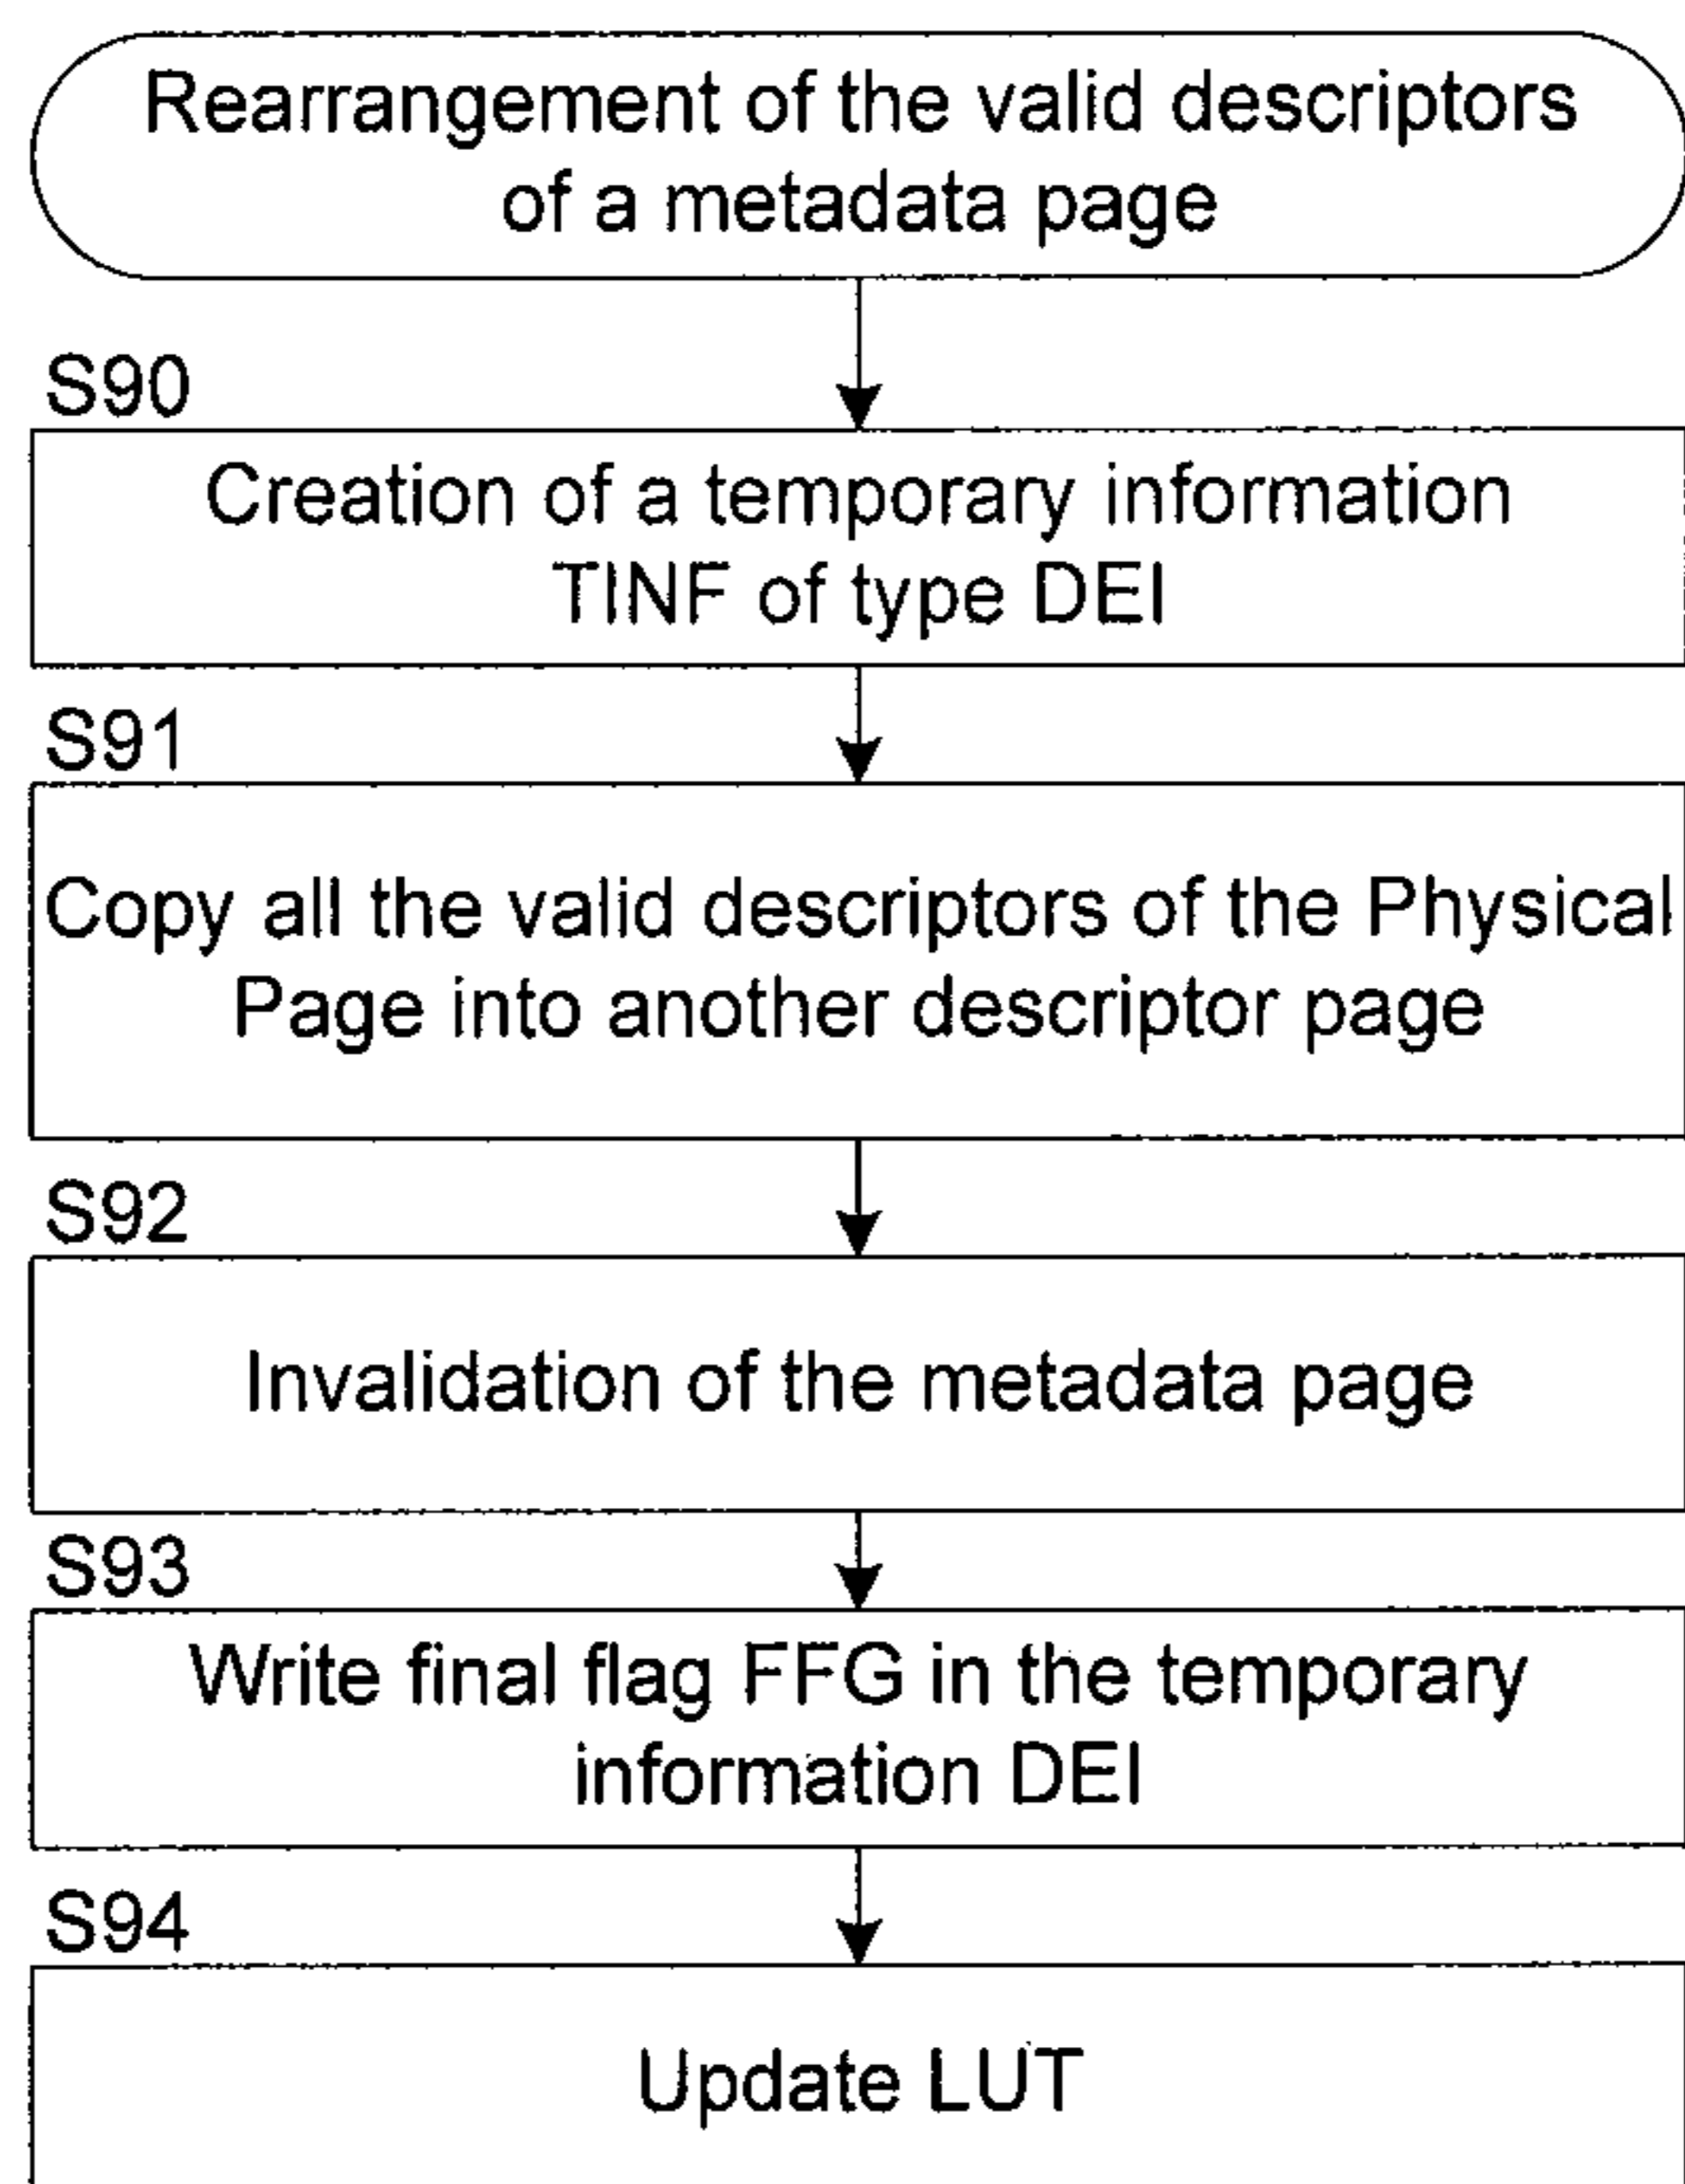 Rearrangement of the valid descriptors
of a metadata page
S90
Creation of a temporary information
TINF of type DEI
S91
Copy all the valid descriptors of the Physical
Page into another descriptor page
S92
Invalidation of the metadata page
S93
Write final flag FFG in the temporary
information DEI
S94
Update LUT